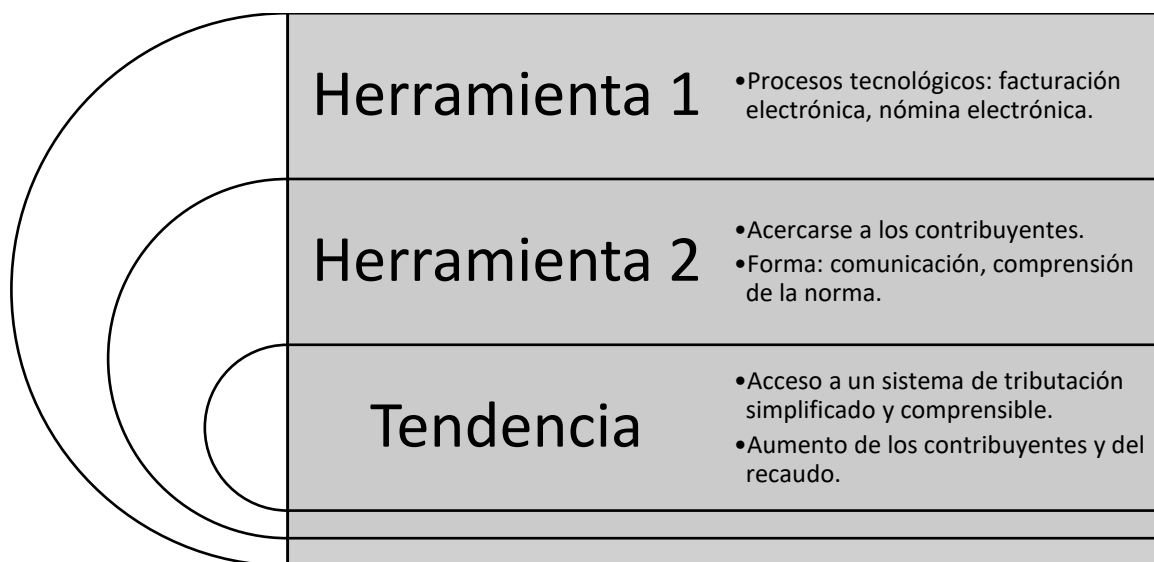 Herramienta 1
•Procesos tecnológicos: facturación
electrónica, nómina electrónica.
Herramienta 2
•Acercarse a los contribuyentes.
•Forma: comunicación, comprensión
de la norma.
Tendencia
•Acceso a un sistema de tributación
simplificado y comprensible.
•Aumento de los contribuyentes y del
recaudo.